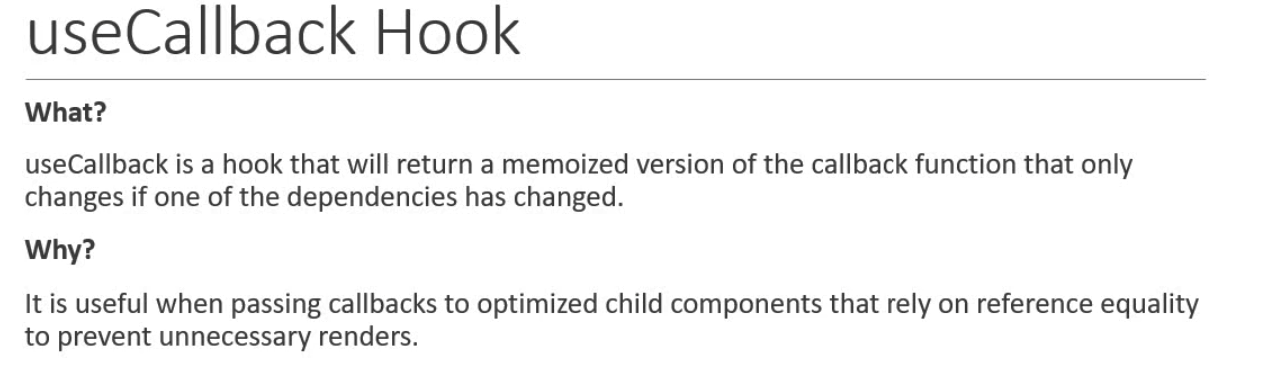 useCallback Hook
What?
useCallback is a hook that will return a memoized version of the callback function that only
changes if one of the dependencies has changed.
Why?
It is useful when passing callbacks to optimized child components that rely on reference equality
to prevent unnecessary renders.